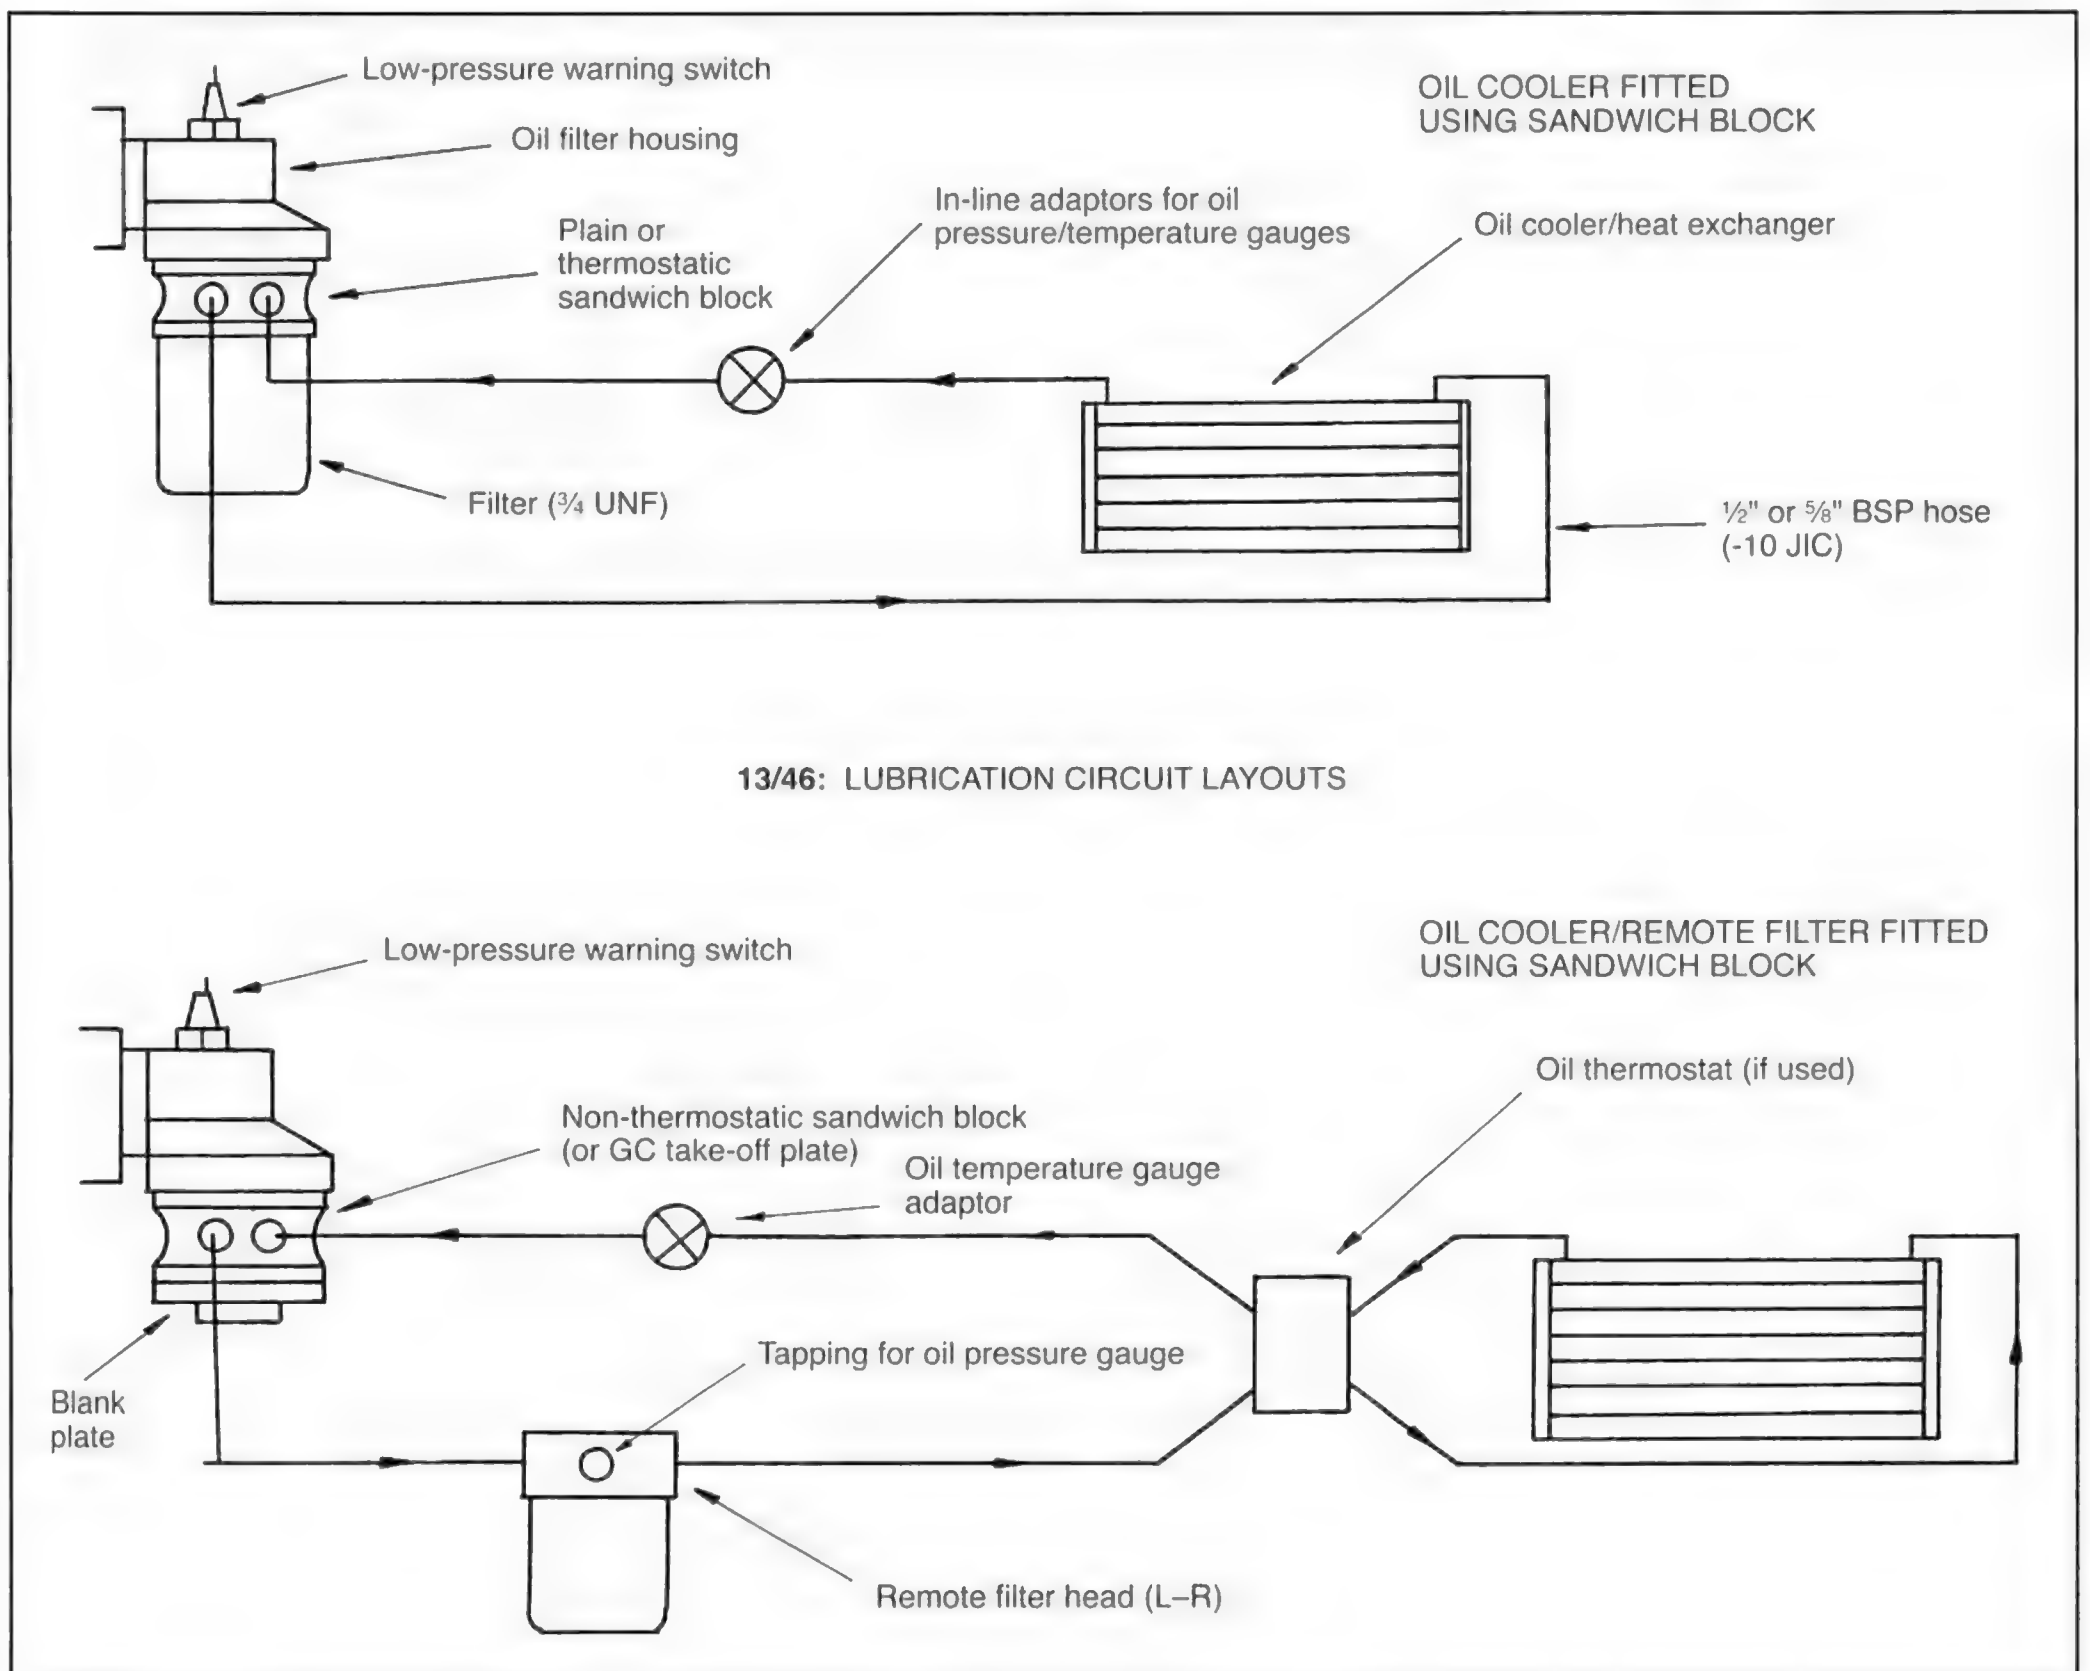 Low-pressure warning switch
OIL COOLER FITTED
USING SANDWICH BLOCK
Oil filter housing
In-line adaptors for oil
pressure/temperature gauges
Oil cooler/heat exchanger
Plain or
thermostatic
sandwich block
Filter (¾ UNF)
½" or ⅝" BSP hose
(-10 JIC)
13/46: LUBRICATION CIRCUIT LAYOUTS
OIL COOLER/REMOTE FILTER FITTED
USING SANDWICH BLOCK
Low-pressure warning switch
Oil thermostat (if used)
Non-thermostatic sandwich block
(or GC take-off plate)
Oil temperature gauge
adaptor
Tapping for oil pressure gauge
Blank
plate
Remote filter head (L–R)